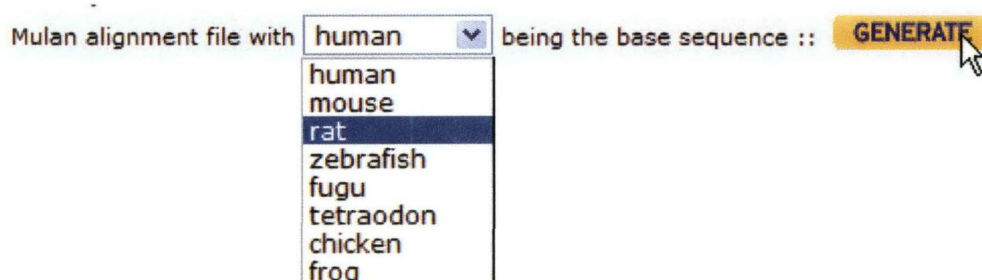 Mulan alignment file with human being the base sequence :: GENERATE
human
mouse
rat
zebrafish
fugu
tetraodon
chicken
frog